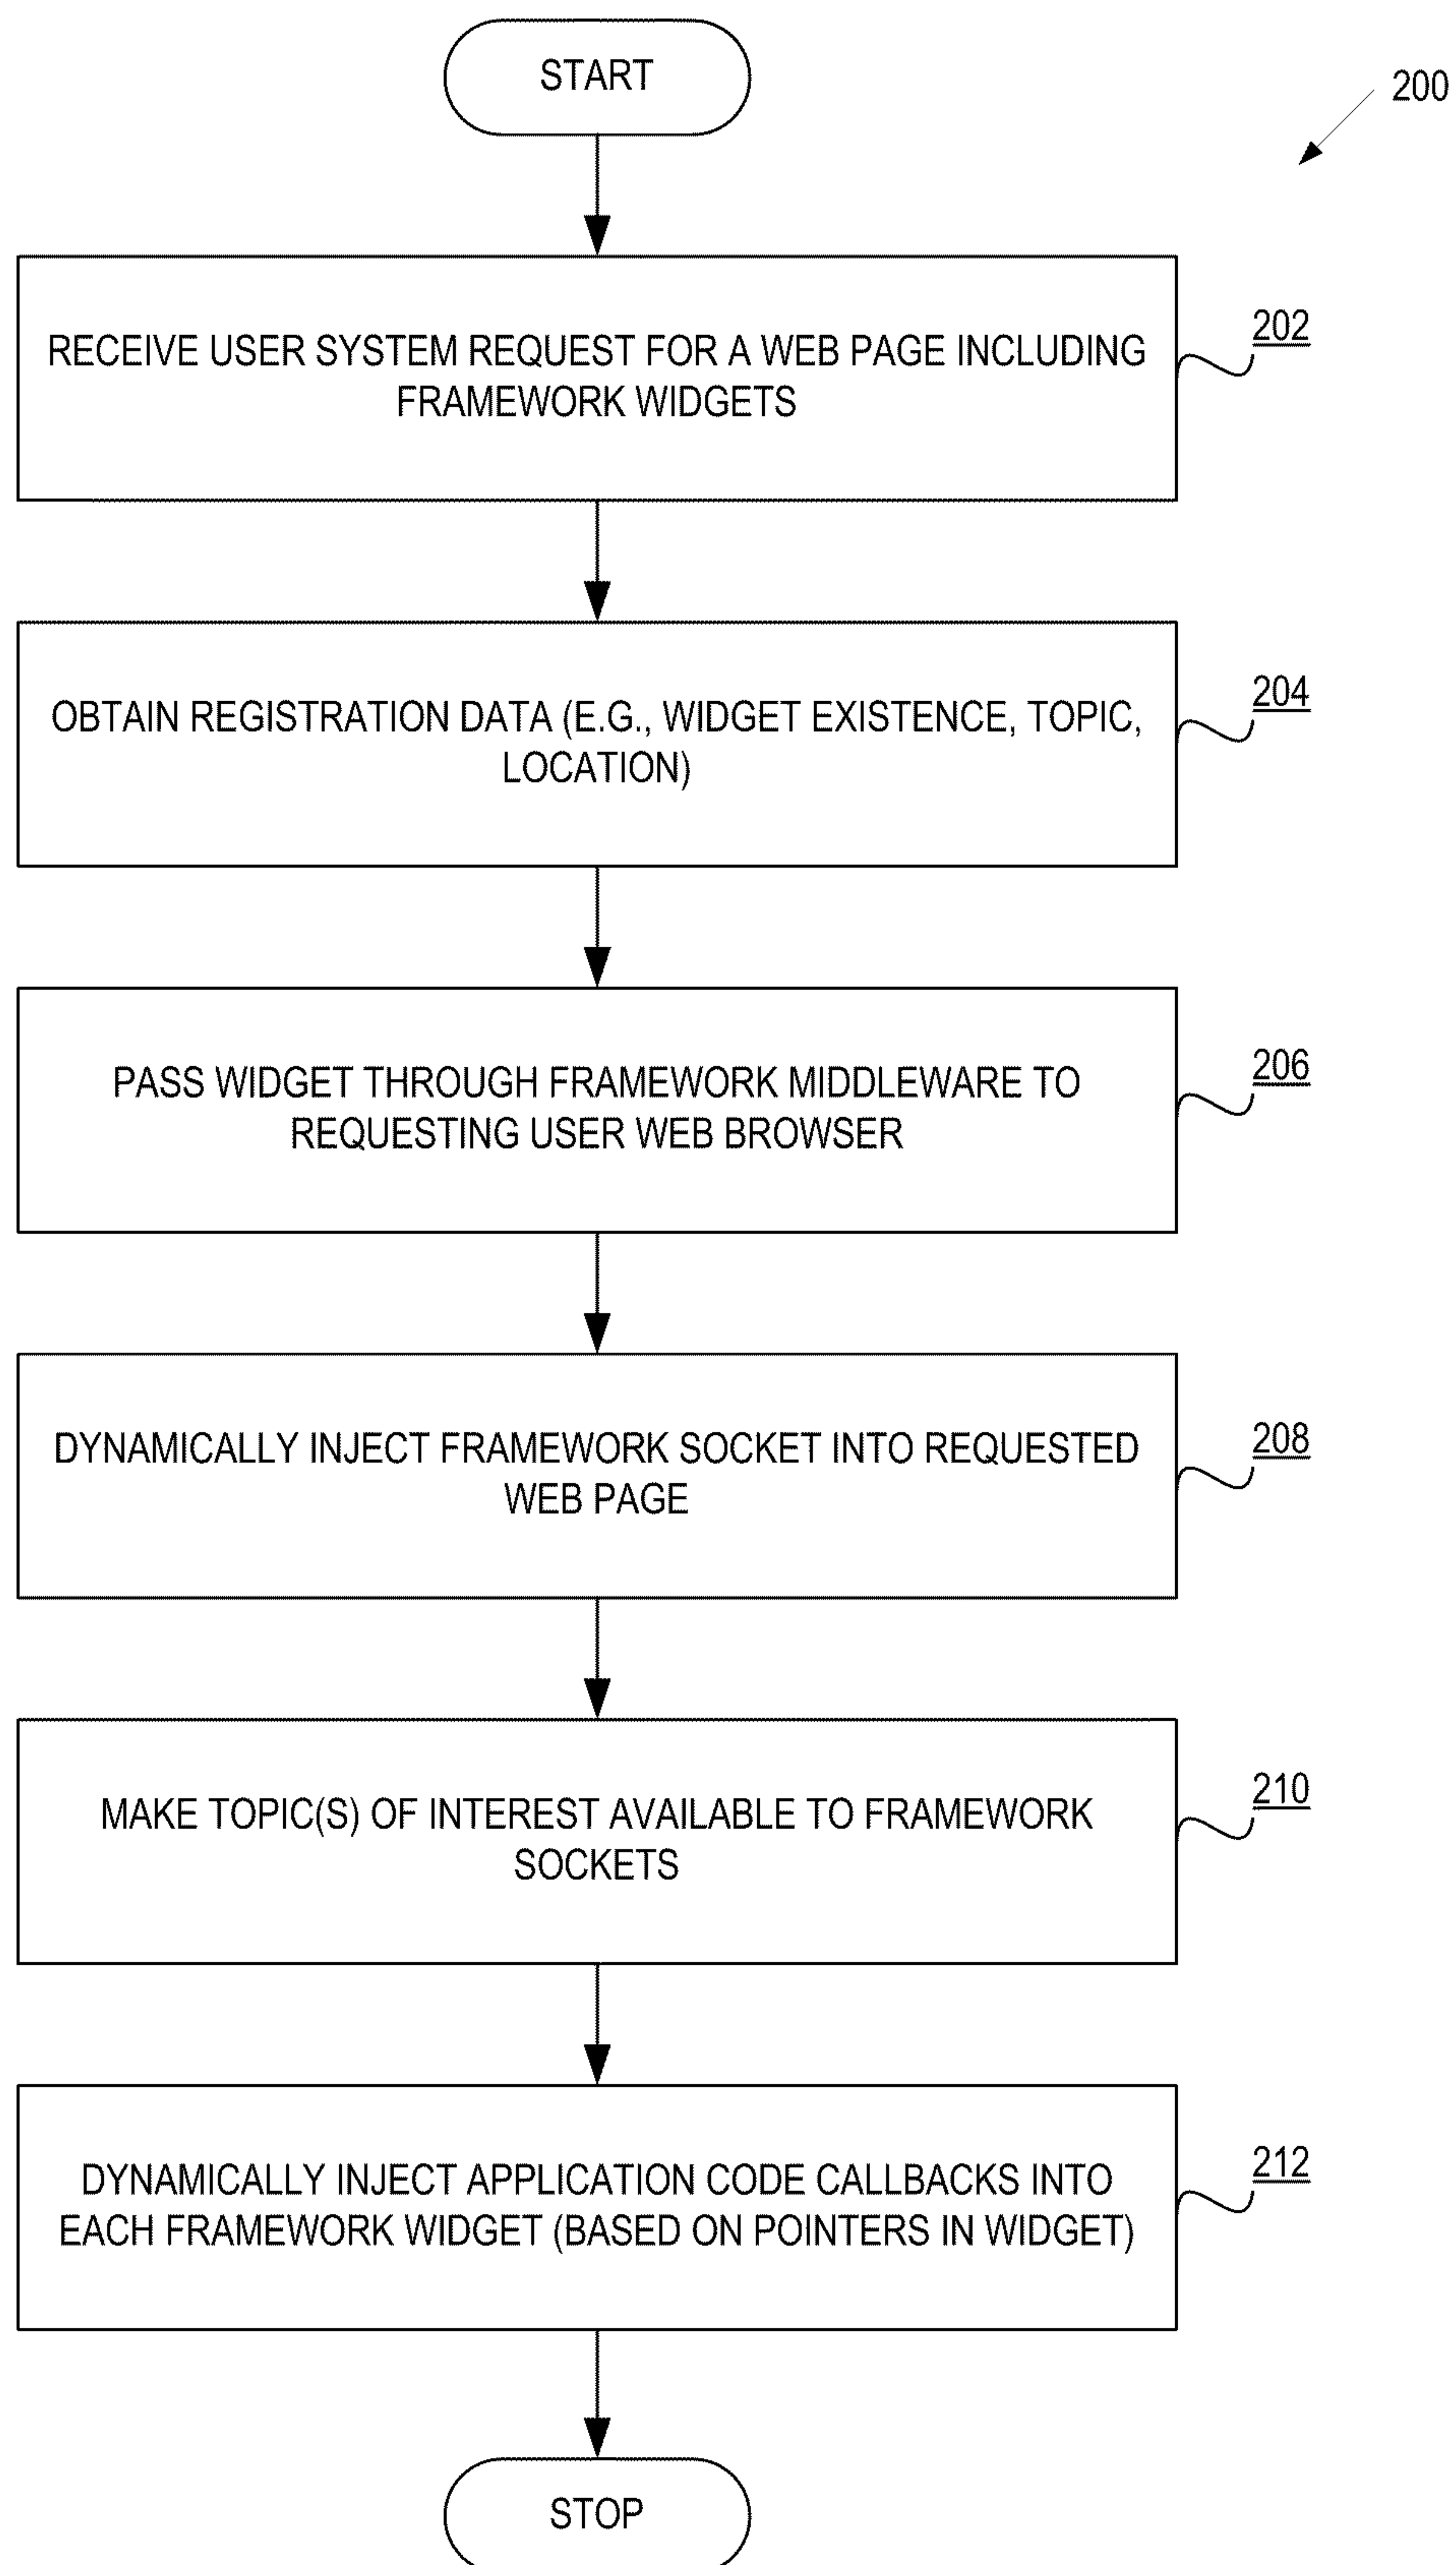 START
200
RECEIVE USER SYSTEM REQUEST FOR A WEB PAGE INCLUDING
FRAMEWORK WIDGETS
202
OBTAIN REGISTRATION DATA (E.G., WIDGET EXISTENCE, TOPIC,
LOCATION)
204
PASS WIDGET THROUGH FRAMEWORK MIDDLEWARE TO
REQUESTING USER WEB BROWSER
206
DYNAMICALLY INJECT FRAMEWORK SOCKET INTO REQUESTED
WEB PAGE
208
MAKE TOPIC(S) OF INTEREST AVAILABLE TO FRAMEWORK
SOCKETS
210
DYNAMICALLY INJECT APPLICATION CODE CALLBACKS INTO
EACH FRAMEWORK WIDGET (BASED ON POINTERS IN WIDGET)
212
STOP